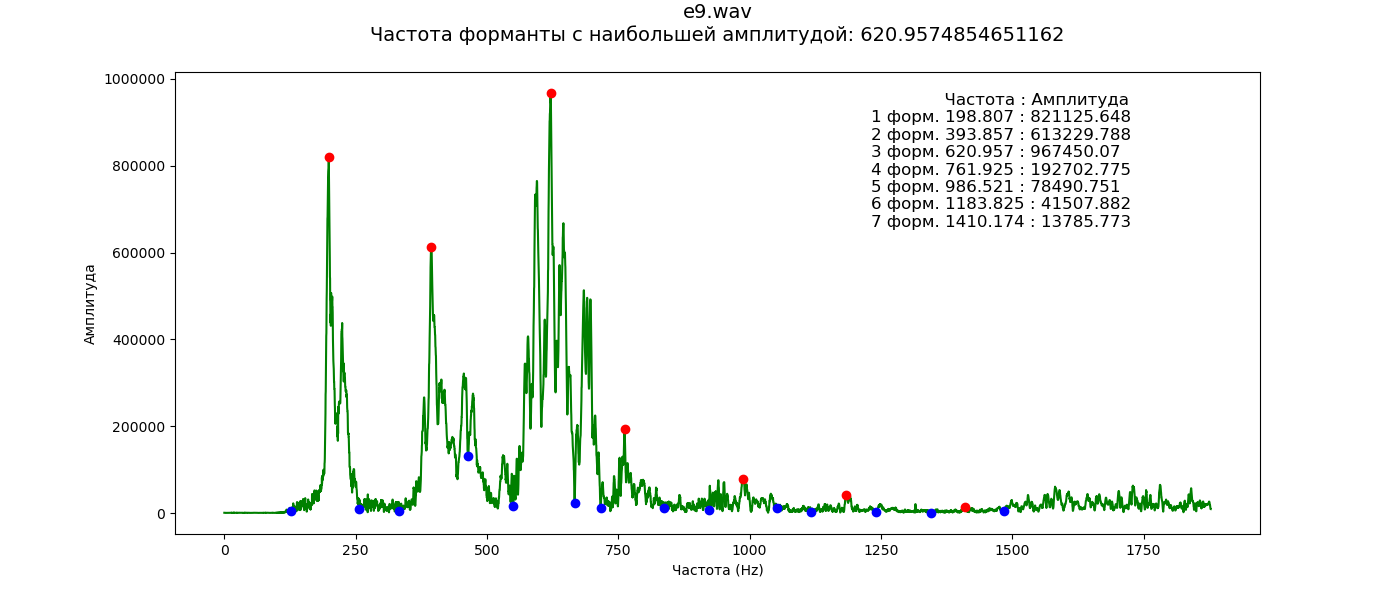 e9.wav
Частота форманты с наибольшей амплитудой: 620.9574854651162
Частота : Амплитуда
1 форм. 198.807 : 821125.648
2 форм. 393.857 : 613229.788
3 форм. 620.957 : 967450.07
4 форм. 761.925 : 192702.775
5 форм. 986.521 : 78490.751
6 форм. 1183.825 : 41507.882
7 форм. 1410.174 : 13785.773
1000000
800000
600000
400000
200000
0
Амплитуда
0 250 500 750 1000 1250 1500 1750
Частота (Hz)